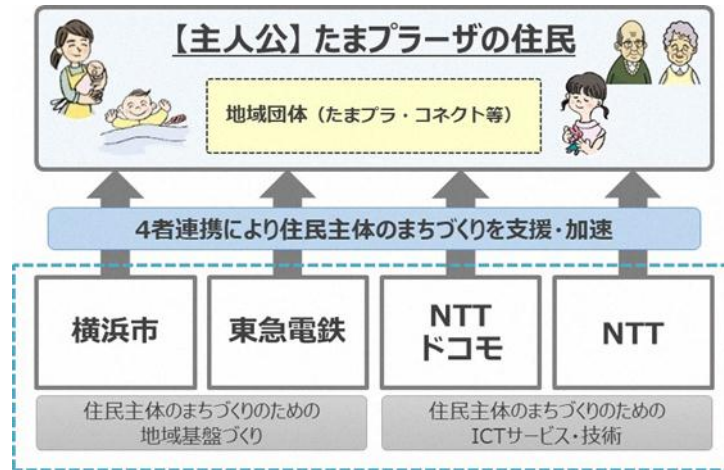 【主人公】たまプラーザの住民
地域団体（たまプラ・コネクト等）
4者連携により住民主体のまちづくりを支援・加速
横浜市
東急電鉄
NTT
ドコモ
NTT
住民主体のまちづくりのための
地域基盤づくり
住民主体のまちづくりのための
ICTサービス・技術